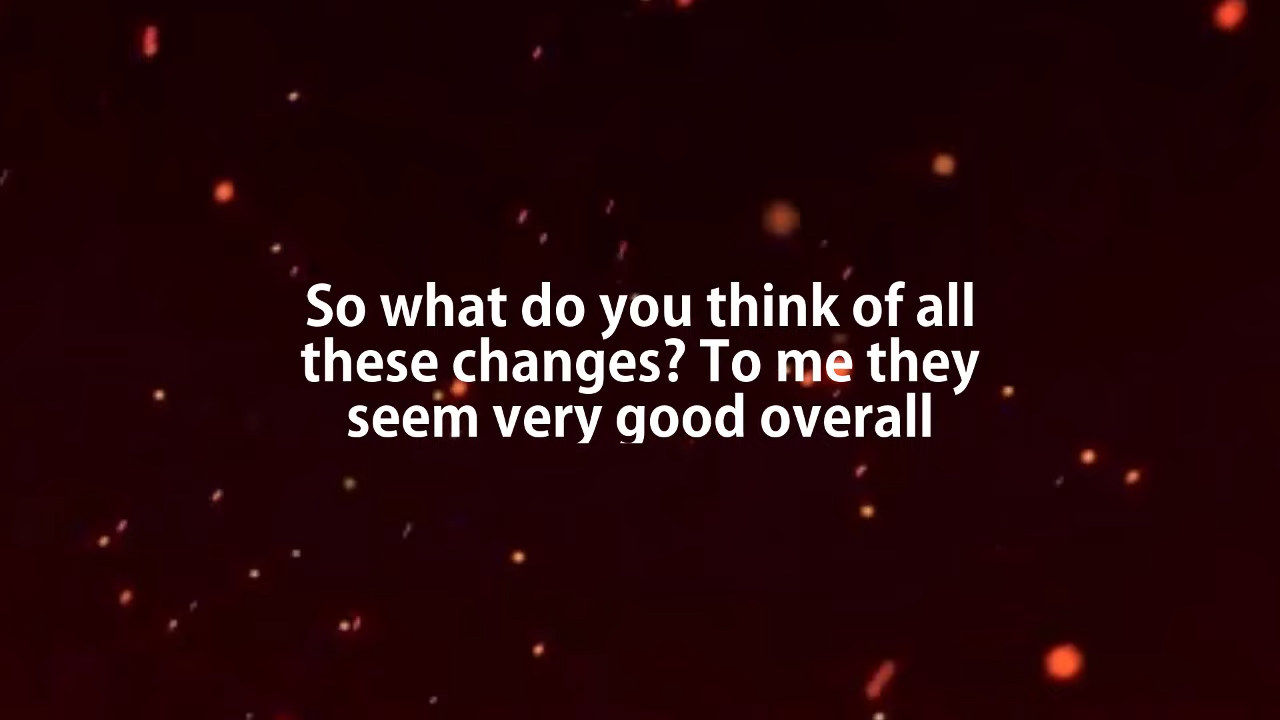 So what do you think of all
these changes? To me they
seem very good overall